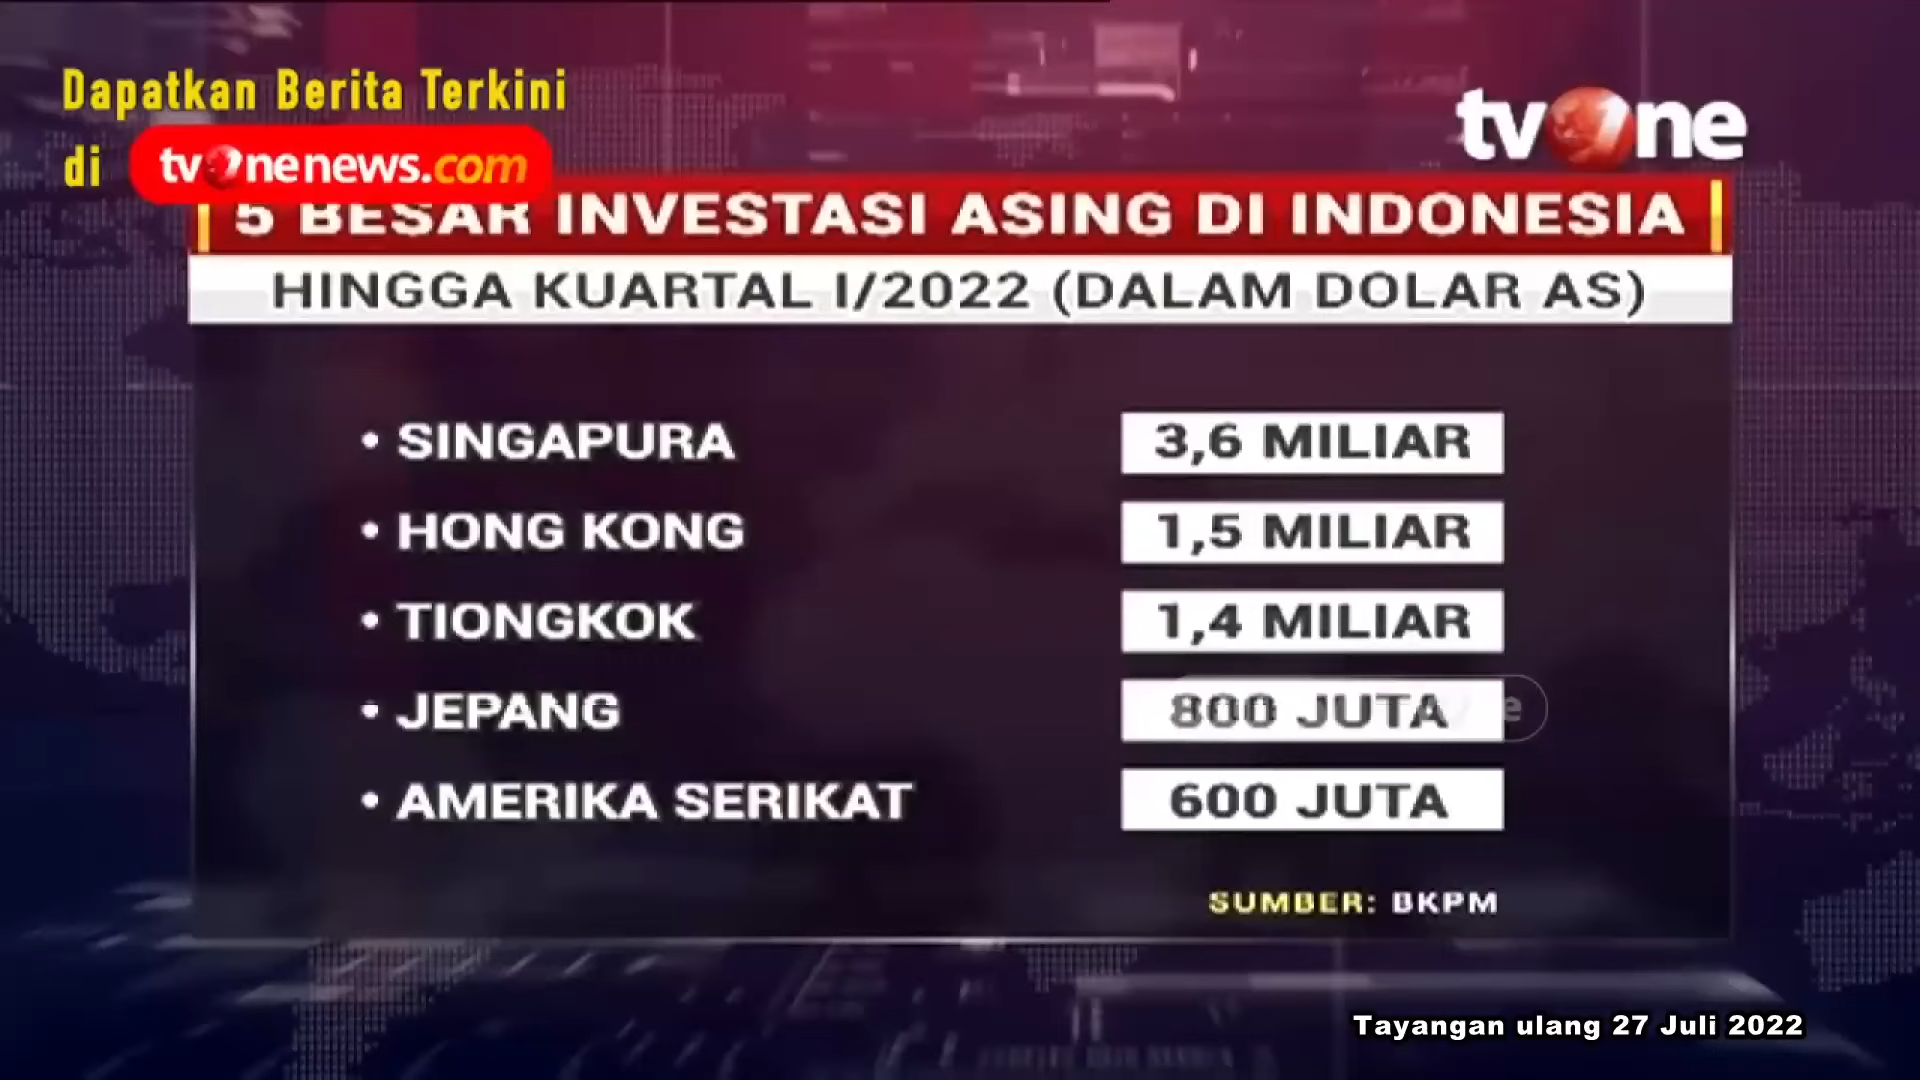 Dapatkan Berita Terkini
di tvOnenews.com
tvOne
5 BESAR INVESTASI ASING DI INDONESIA
HINGGA KUARTAL I/2022 (DALAM DOLAR AS)
• SINGAPURA 3,6 MILIAR
• HONG KONG 1,5 MILIAR
• TIONGKOK 1,4 MILIAR
• JEPANG 800 JUTA
• AMERIKA SERIKAT 600 JUTA
SUMBER: BKPM
Tayangan ulang 27 Juli 2022